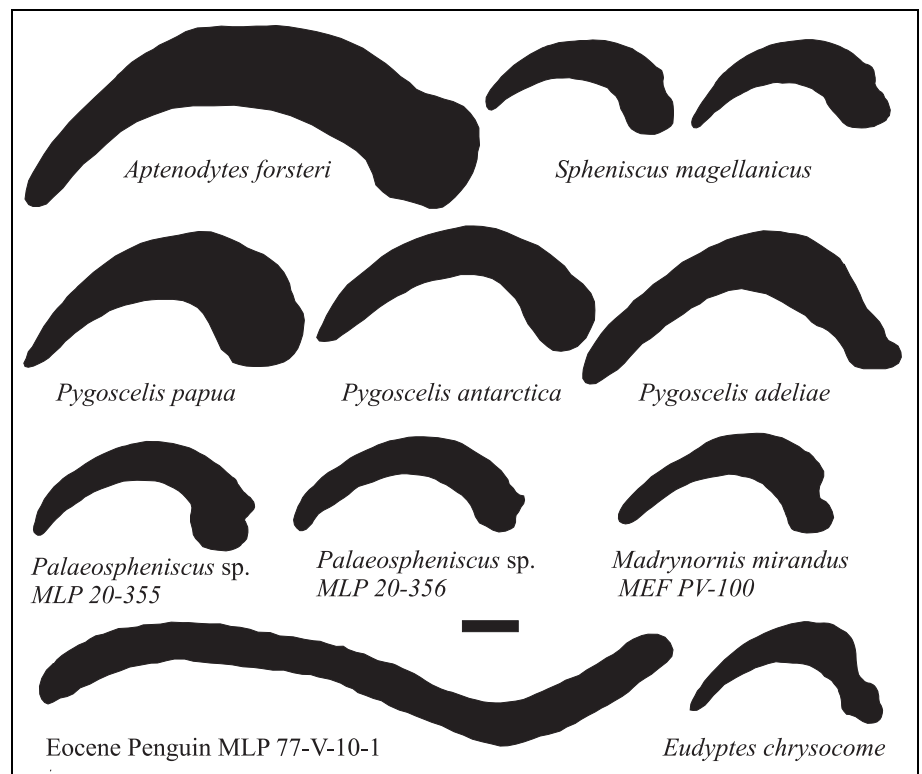 Aptenodytes forsteri
Spheniscus magellanicus
Pygoscelis papua
Pygoscelis antarctica
Pygoscelis adeliae
Palaeospheniscus sp.
MLP 20-355
Palaeospheniscus sp.
MLP 20-356
Madrynornis mirandus
MEF PV-100
Eocene Penguin MLP 77-V-10-1
Eudyptes chrysocome